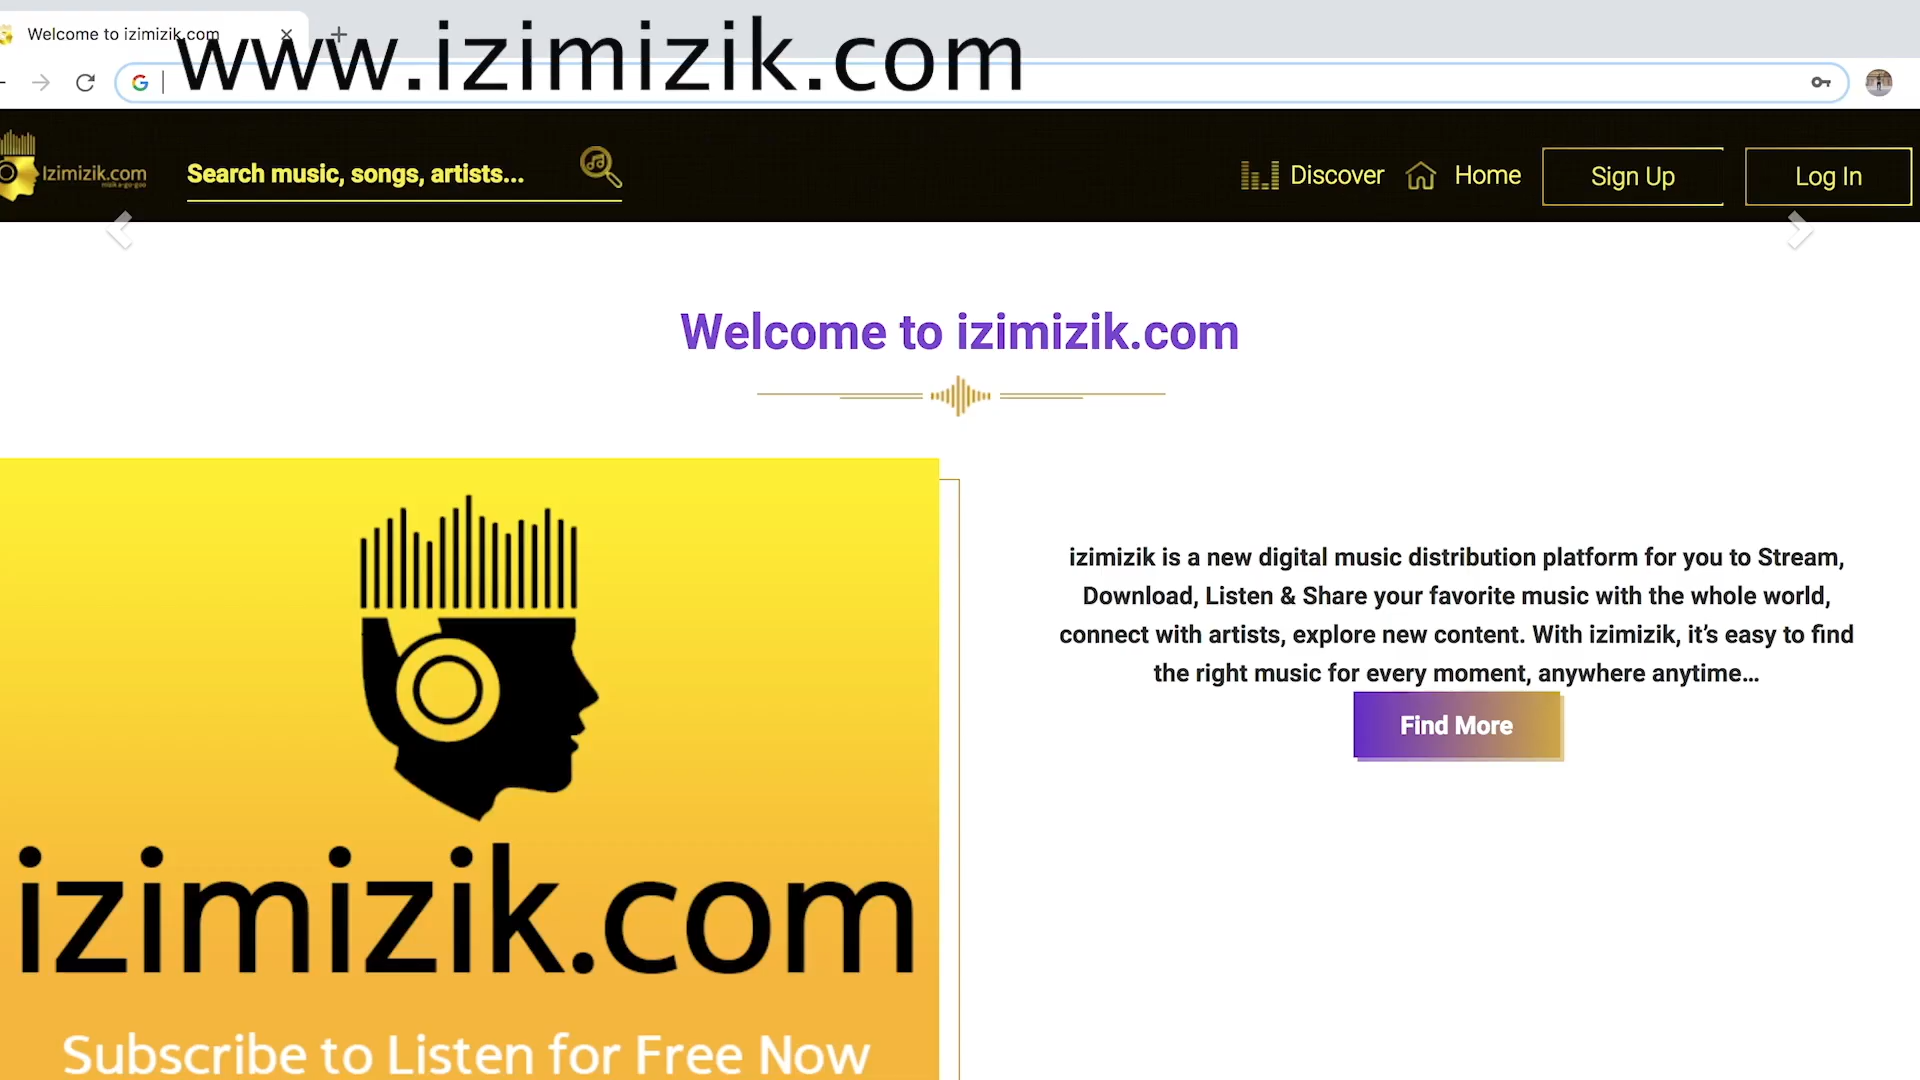 Welcome to izimizik.com
www.izimizik.com
Izimizik.com
Search music, songs, artists...
Discover
Home
Sign Up
Log In
Welcome to izimizik.com
izimizik is a new digital music distribution platform for you to Stream,
Download, Listen & Share your favorite music with the whole world,
connect with artists, explore new content. With izimizik, it’s easy to find
the right music for every moment, anywhere anytime...
Find More
izimizik.com
Subscribe to Listen for Free Now